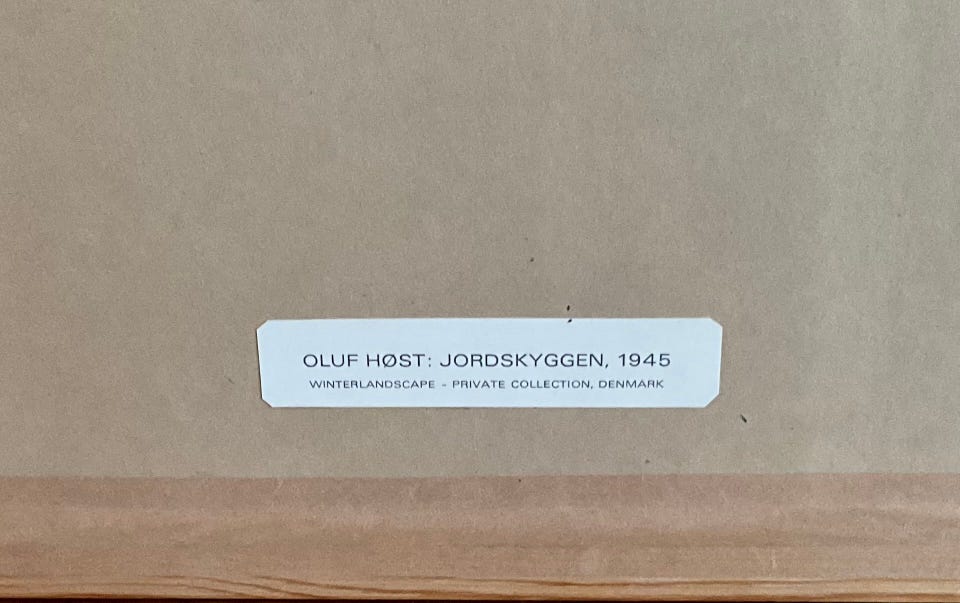 OLUF HØST: JORDSKYGGEN, 1945
WINTERLANDSCAPE - PRIVATE COLLECTION, DENMARK